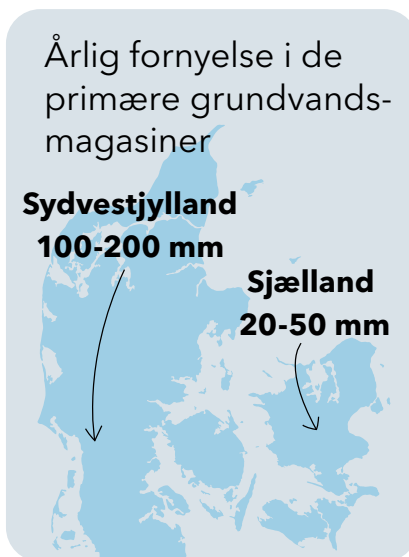 Årlig fornyelse i de
primære grundvands-
magasiner
Sydvestjylland
100-200 mm
Sjælland
20-50 mm